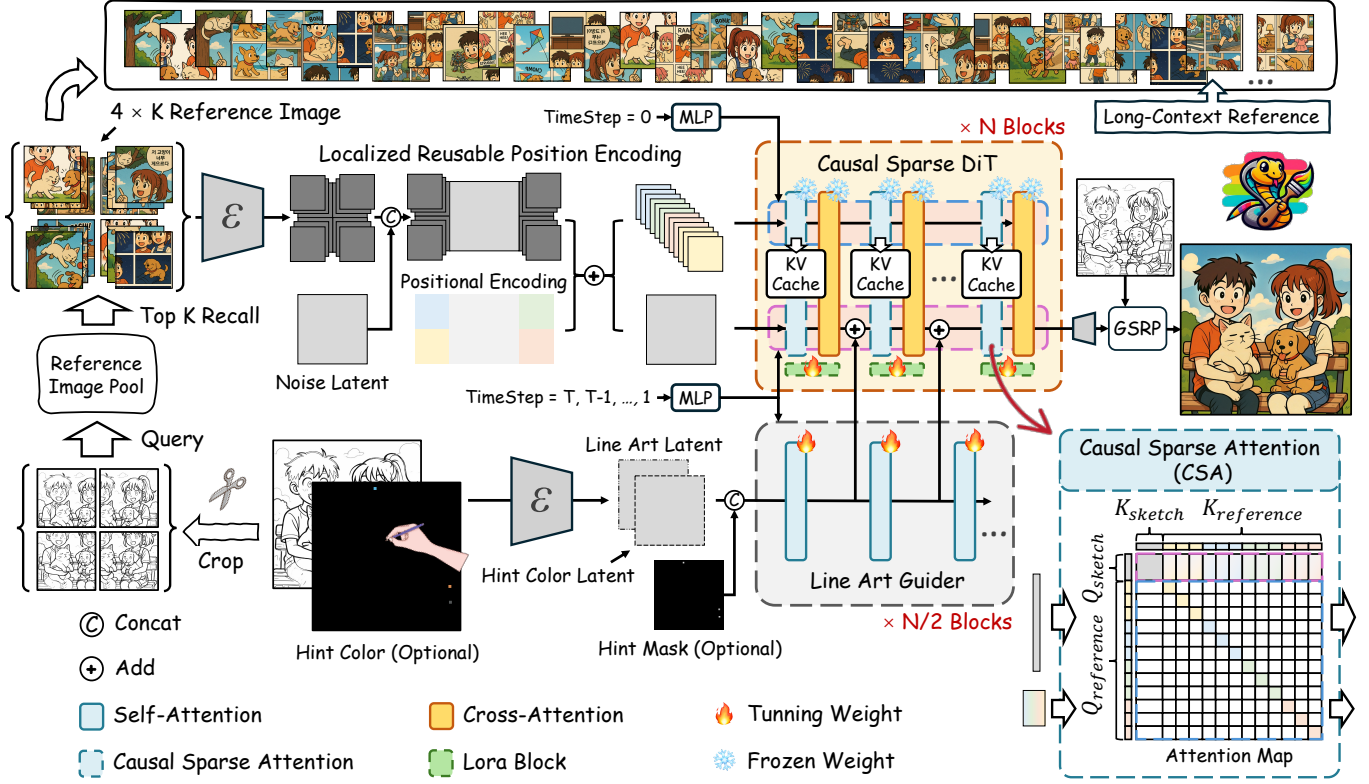 Long-Context Reference
4 × K Reference Image
TimeStep = 0
MLP
× N Blocks
Localized Reusable Position Encoding
Causal Sparse DiT
ε
C
KV
Cache
KV
Cache
...
KV
Cache
Top K Recall
Positional Encoding
Reference
Image Pool
Noise Latent
GSRP
TimeStep = T, T-1, ..., 1
MLP
Query
Line Art Latent
Causal Sparse Attention
(CSA)
ε
C
K_sketch K_reference
Crop
Hint Color Latent
Line Art Guider
Q_sketch
Q_reference
C Concat
× N/2 Blocks
Hint Color (Optional)
Hint Mask (Optional)
Add
Self-Attention
Cross-Attention
Tunning Weight
Causal Sparse Attention
Lora Block
Frozen Weight
Attention Map